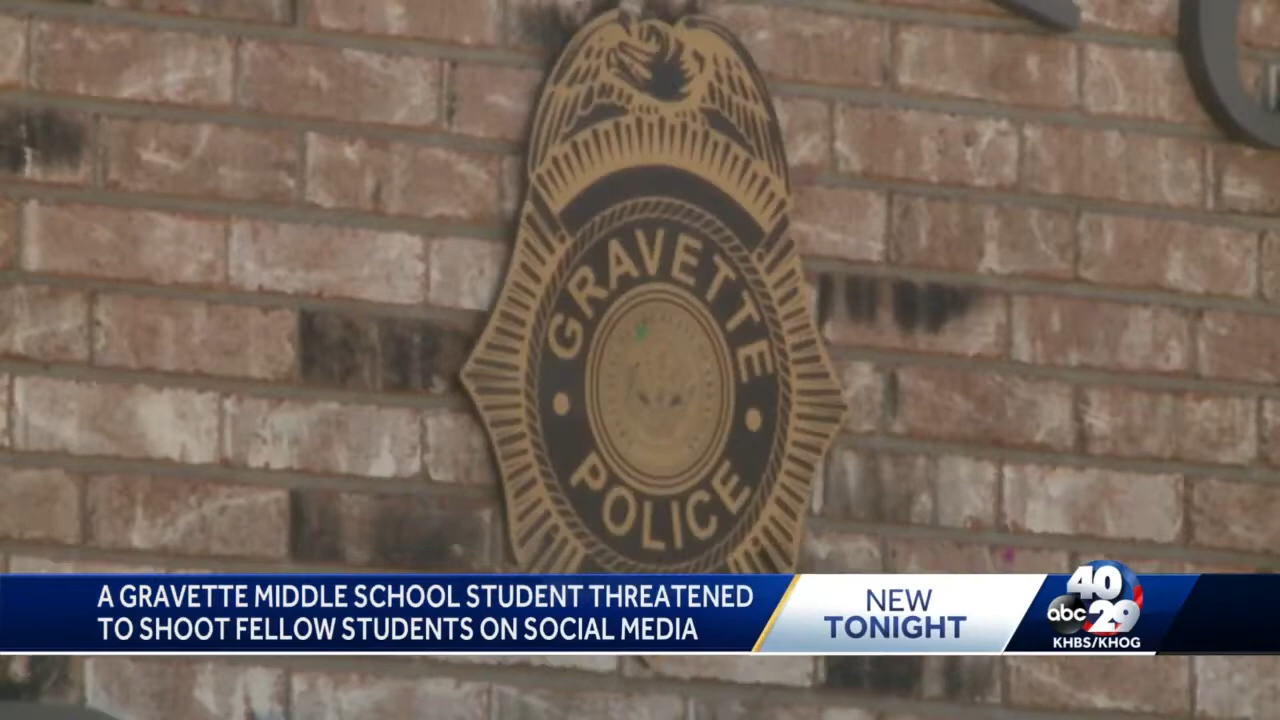 GRAVETTE
POLICE
A GRAVETTE MIDDLE SCHOOL STUDENT THREATENED
TO SHOOT FELLOW STUDENTS ON SOCIAL MEDIA
NEW
TONIGHT
40
abc 29
KHBS/KHOG